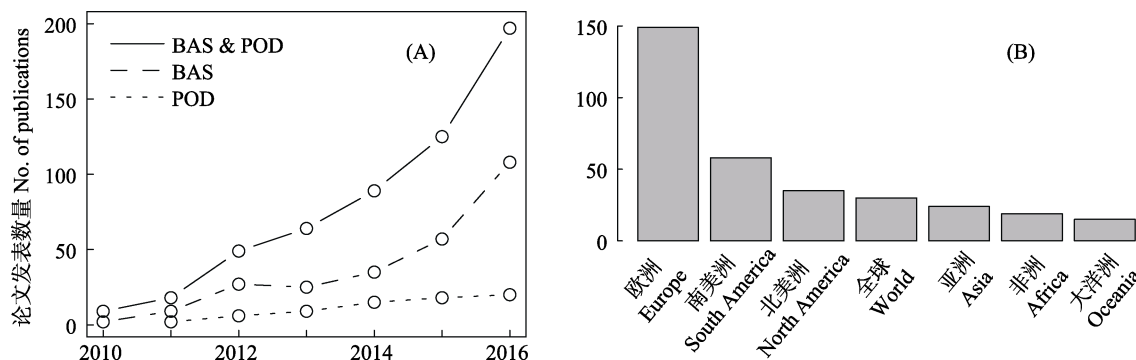 论文发表数量 No. of publications
200
150
100
50
0
BAS & POD
BAS
POD
(A)
2010
2012
2014
2016
(B)
150
100
50
0
欧洲
Europe
南美洲
South America
北美洲
North America
全球
World
亚洲
Asia
非洲
Africa
大洋洲
Oceania